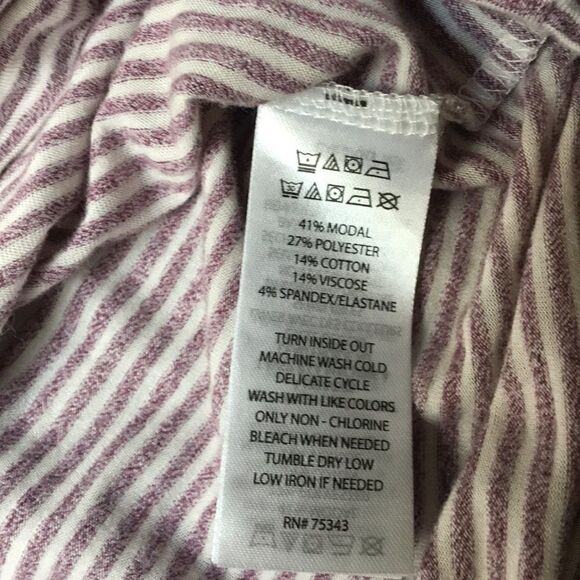 41% MODAL
27% POLYESTER
14% COTTON
14% VISCOSE
4% SPANDEX/ELASTANE
TURN INSIDE OUT
MACHINE WASH COLD
DELICATE CYCLE
WASH WITH LIKE COLORS
ONLY NON - CHLORINE
BLEACH WHEN NEEDED
TUMBLE DRY LOW
LOW IRON IF NEEDED
RN# 75343